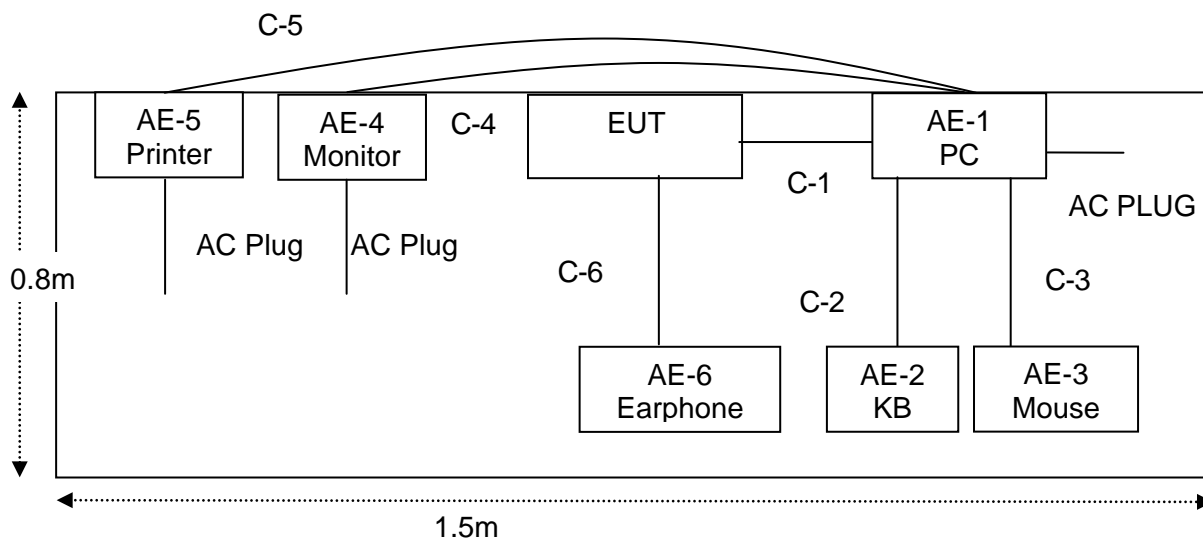 C-5
AE-5
Printer
AE-4
Monitor
C-4
EUT
C-1
AE-1
PC
AC PLUG
AC Plug
AC Plug
0.8m
C-6
C-2
C-3
AE-6
Earphone
AE-2
KB
AE-3
Mouse
1.5m